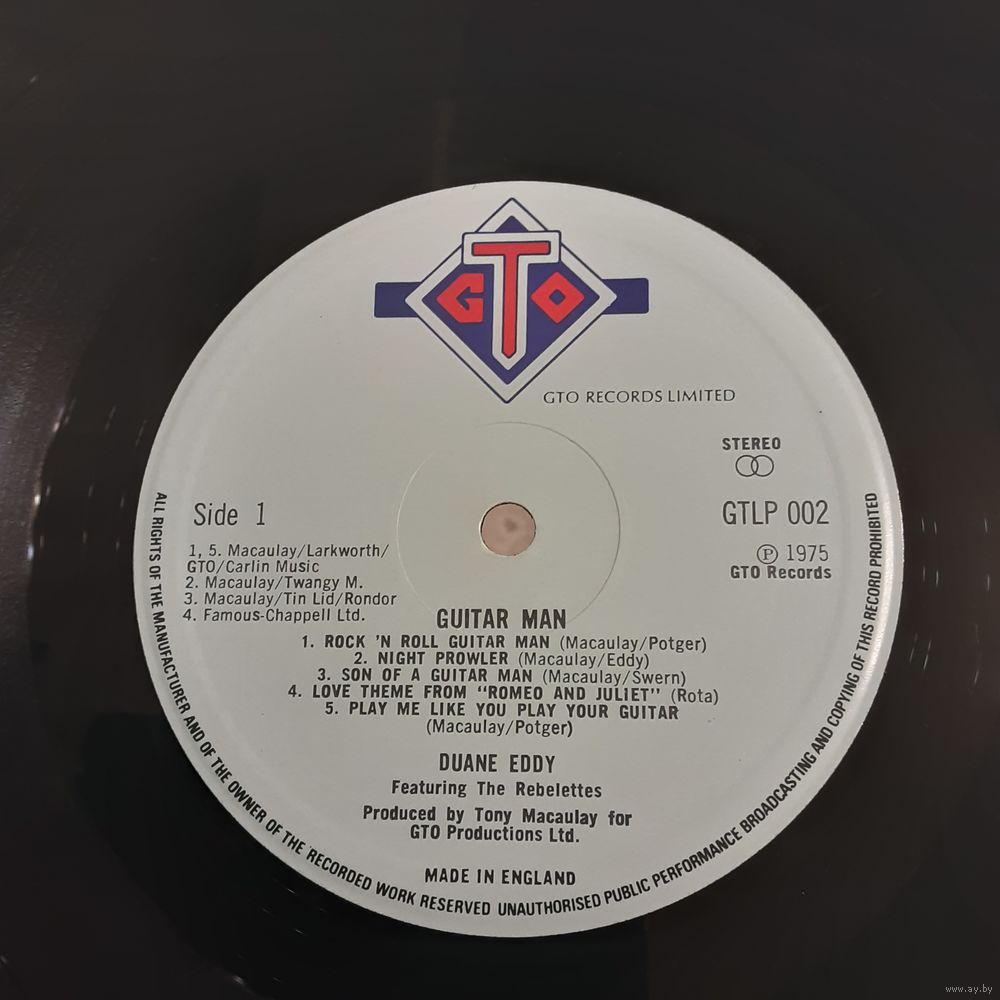 GTO
GTO RECORDS LIMITED
STEREO
Side 1
GTLP 002
1, 5. Macaulay/Larkworth/
GTO/Carlin Music
2. Macaulay/Twangy M.
3. Macaulay/Tin Lid/Rondor
4. Famous-Chappell Ltd.
Ⓟ 1975
GTO Records
GUITAR MAN
1. ROCK 'N ROLL GUITAR MAN (Macaulay/Potger)
2. NIGHT PROWLER (Macaulay/Eddy)
3. SON OF A GUITAR MAN (Macaulay/Swern)
4. LOVE THEME FROM "ROMEO AND JULIET" (Rota)
5. PLAY ME LIKE YOU PLAY YOUR GUITAR
(Macaulay/Potger)
DUANE EDDY
Featuring The Rebelettes
Produced by Tony Macaulay for
GTO Productions Ltd.
MADE IN ENGLAND
ALL RIGHTS OF THE MANUFACTURER AND OF THE OWNER OF THE RECORDED WORK RESERVED UNAUTHORISED PUBLIC PERFORMANCE BROADCASTING AND COPYING OF THIS RECORD PROHIBITED
www.ay.by